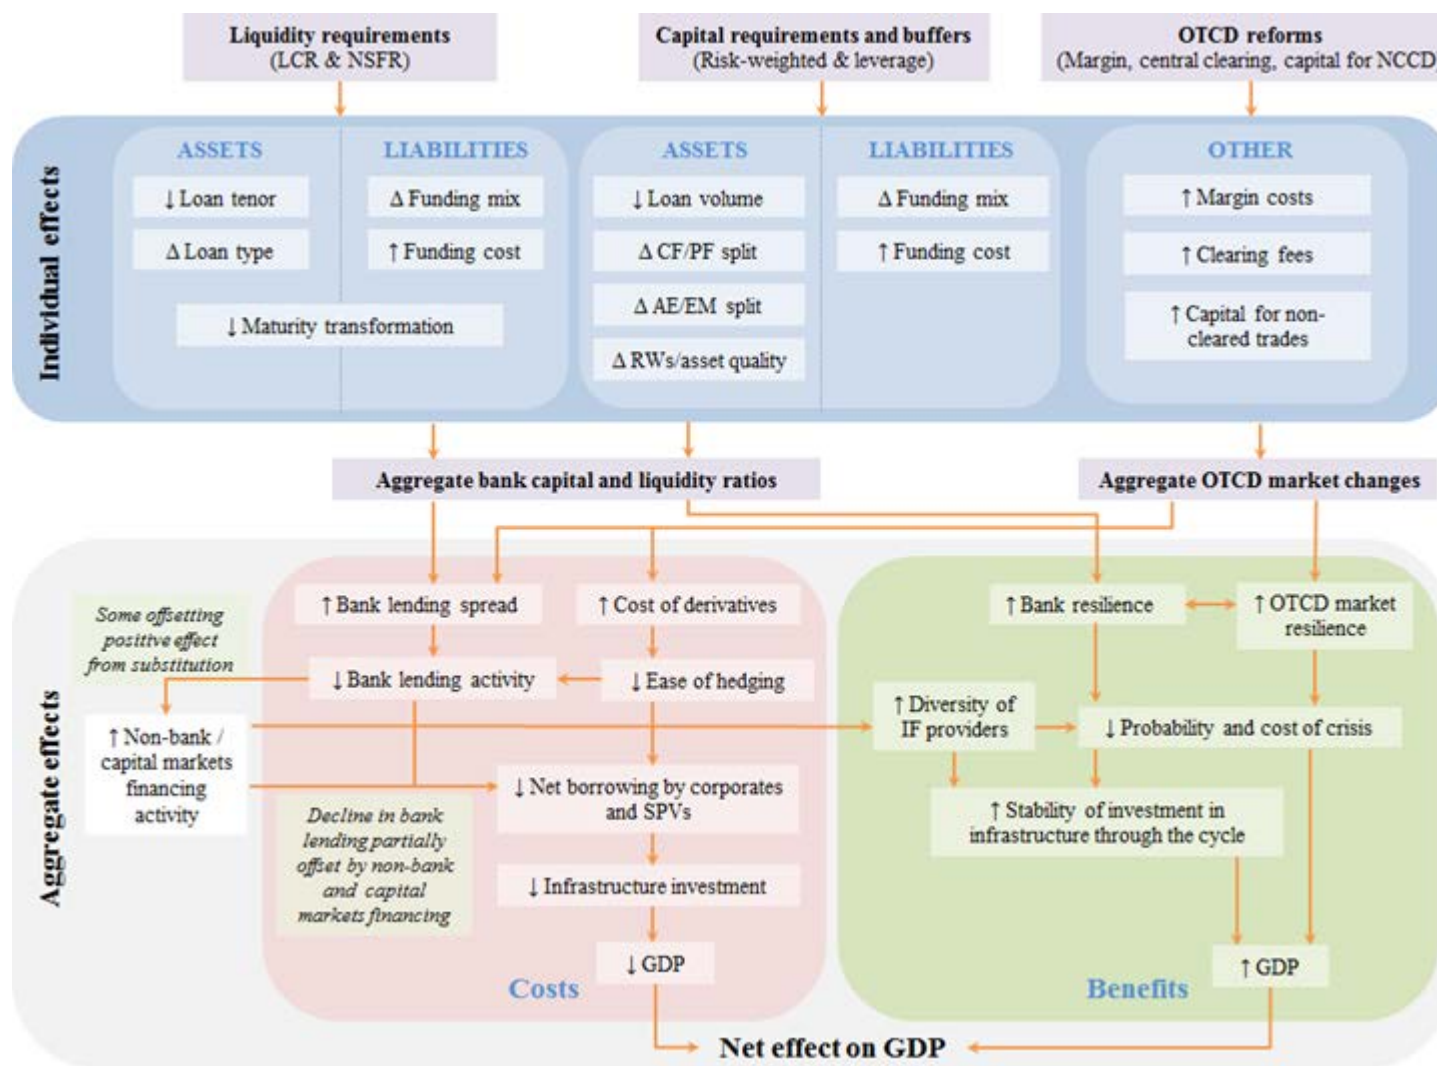 Liquidity requirements
(LCR & NSFR)
Capital requirements and buffers
(Risk-weighted & leverage)
OTCD reforms
(Margin, central clearing, capital for NCCD
Individual effects
ASSETS
LIABILITIES
ASSETS
LIABILITIES
OTHER
↓ Loan tenor
Δ Funding mix
↓ Loan volume
Δ Funding mix
↑ Margin costs
Δ Loan type
↑ Funding cost
Δ CF/PF split
↑ Funding cost
↑ Clearing fees
↓ Maturity transformation
Δ AE/EM split
↑ Capital for non-
cleared trades
Δ RWs/asset quality
Aggregate bank capital and liquidity ratios
Aggregate OTCD market changes
Aggregate effects
Some offsetting
positive effect
from substitution
↑ Bank lending spread
↑ Cost of derivatives
↑ Bank resilience
↑ OTCD market
resilience
↓ Bank lending activity
↓ Ease of hedging
↑ Diversity of
IF providers
↓ Probability and cost of crisis
↑ Non-bank /
capital markets
financing
activity
↓ Net borrowing by corporates
and SPVs
↑ Stability of investment in
infrastructure through the cycle
Decline in bank
lending partially
offset by non-bank
and capital
markets financing
↓ Infrastructure investment
↓ GDP
↑ GDP
Costs
Benefits
Net effect on GDP